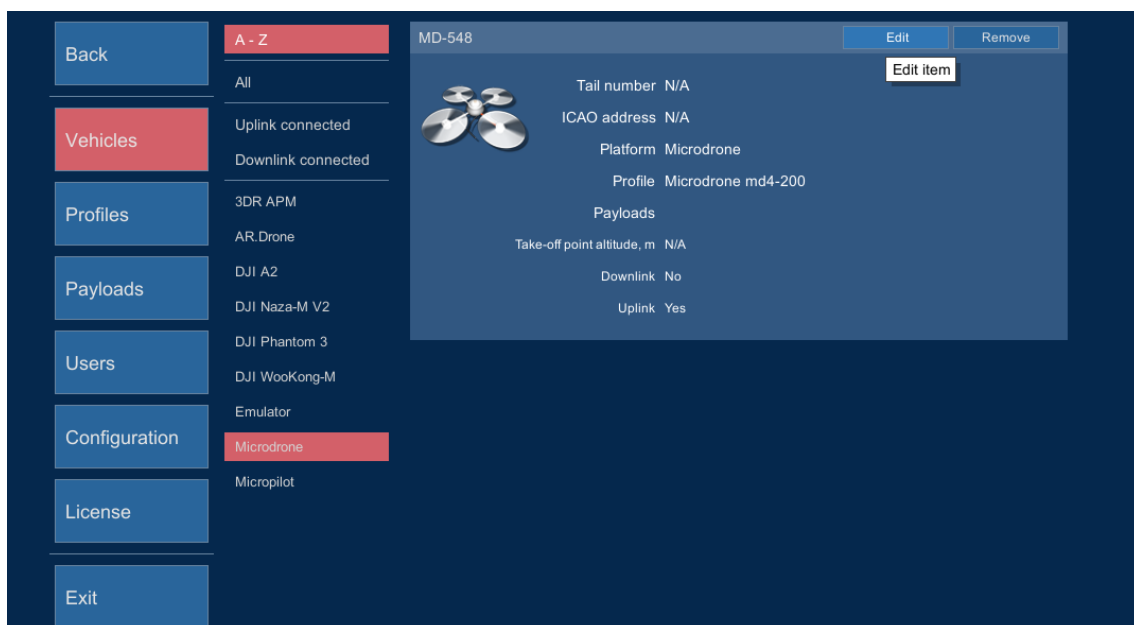 Back
Vehicles
Profiles
Payloads
Users
Configuration
License
Exit
A - Z
All
Uplink connected
Downlink connected
3DR APM
AR.Drone
DJI A2
DJI Naza-M V2
DJI Phantom 3
DJI WooKong-M
Emulator
Microdrone
Micropilot
MD-548 Edit Remove
Edit item
Tail number N/A
ICAO address N/A
Platform Microdrone
Profile Microdrone md4-200
Payloads
Take-off point altitude, m N/A
Downlink No
Uplink Yes